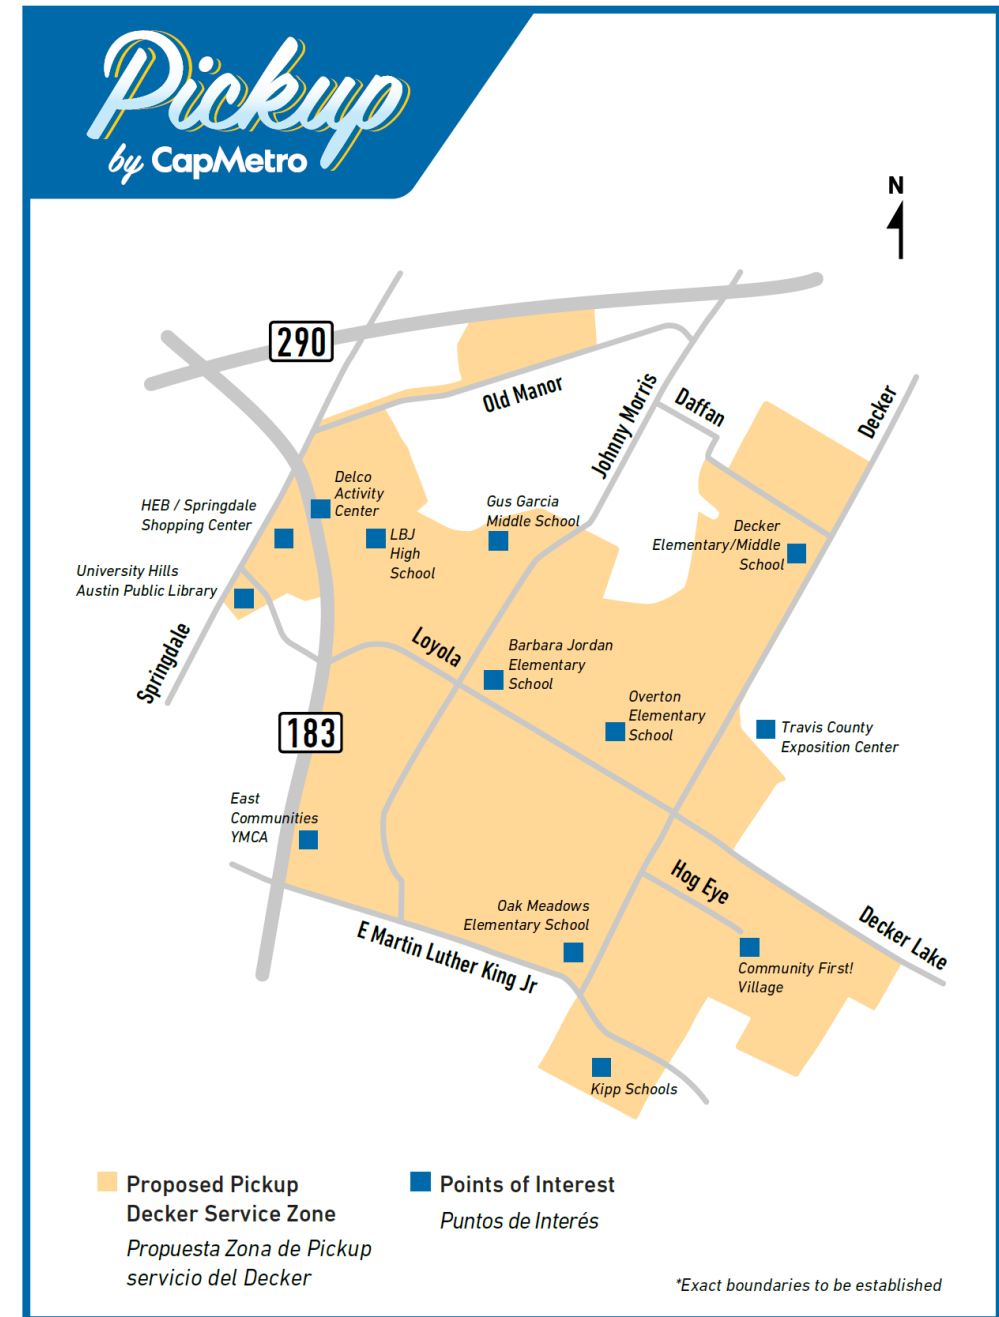 Pickup
by CapMetro
N
290
Old Manor
Johnny Morris
Daffan
Decker
Delco
Activity
Center
HEB / Springdale
Shopping Center
LBJ
High
School
Gus Garcia
Middle School
Decker
Elementary/Middle
School
University Hills
Austin Public Library
Springdale
Loyola
Barbara Jordan
Elementary
School
Overton
Elementary
School
183
Travis County
Exposition Center
East
Communities
YMCA
Hog Eye
Oak Meadows
Elementary School
E Martin Luther King Jr
Decker Lake
Community First!
Village
Kipp Schools
Proposed Pickup
Decker Service Zone
Propuesta Zona de Pickup
servicio del Decker
Points of Interest
Puntos de Interés
*Exact boundaries to be established